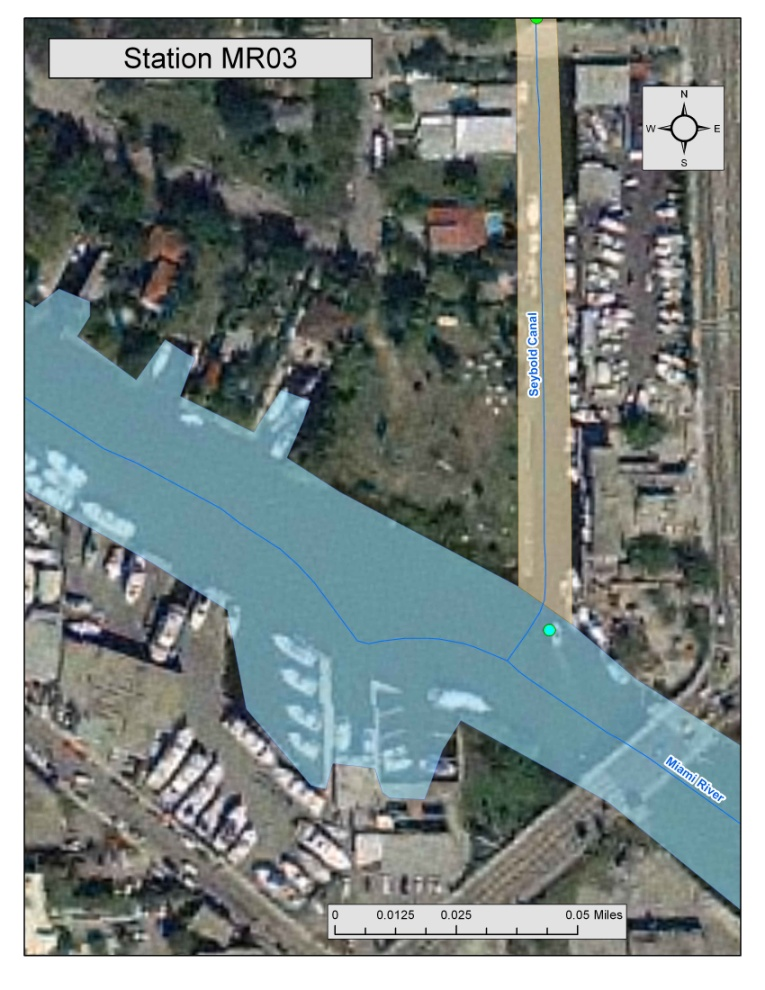 Station MR03
N
W E
S
Seybold Canal
Miami River
0 0.0125 0.025 0.05 Miles